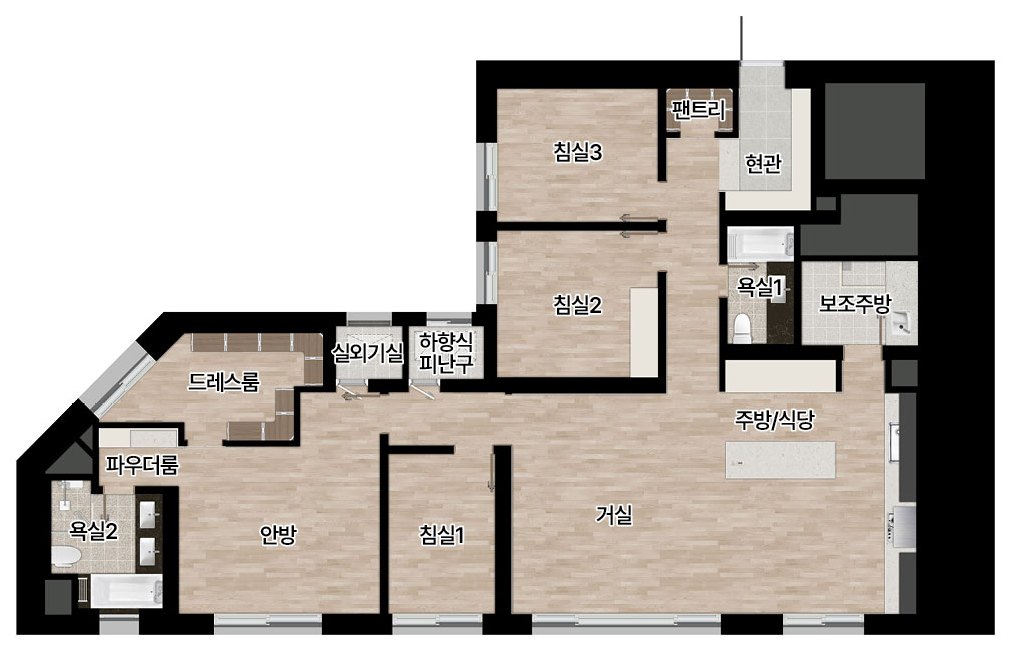 팬트리
침실3
현관
욕실1
침실2
보조주방
하향식
피난구
실외기실
드레스룸
주방/식당
파우더룸
거실
욕실2
안방
침실1